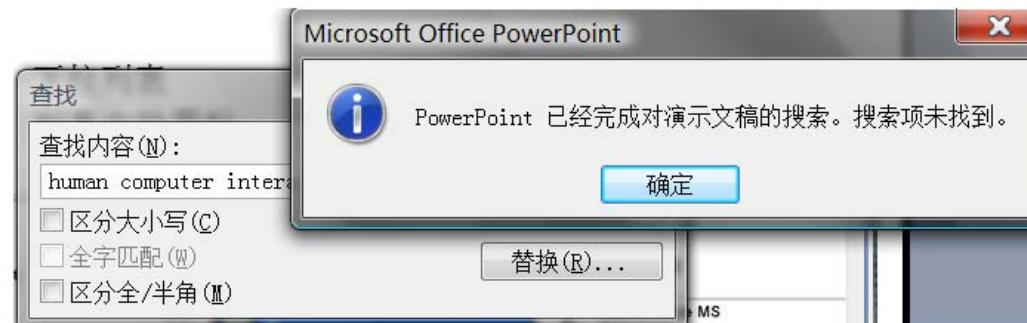 Microsoft Office PowerPoint
PowerPoint 已经完成对演示文稿的搜索。搜索项未找到。
确定
查找
查找内容(N):
human computer inter
区分大小写(C)
全字匹配(W)
区分全/半角(M)
替换(R)...
MS